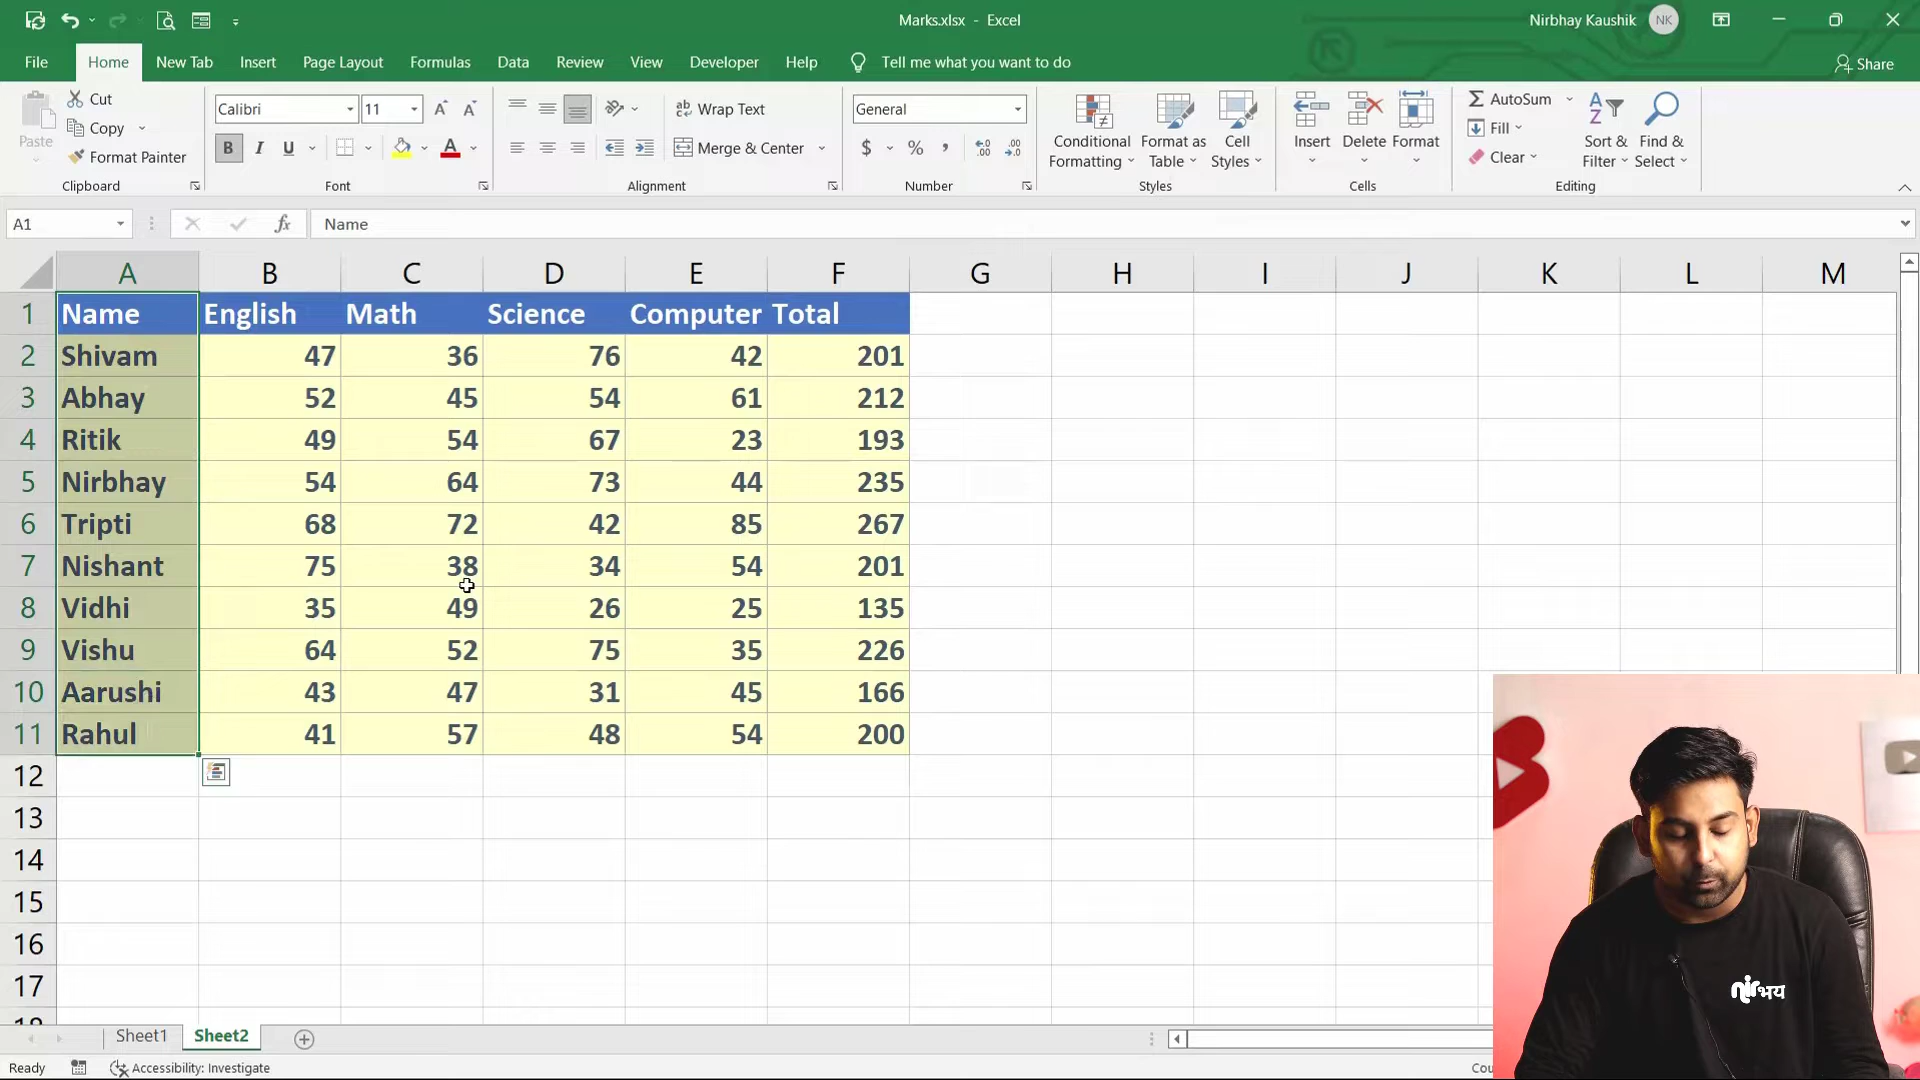 Marks.xlsx - Excel
Nirbhay Kaushik NK
File Home New Tab Insert Page Layout Formulas Data Review View Developer Help Tell me what you want to do Share
Paste
Cut
Copy
Format Painter
Clipboard
Calibri 11 A A
B I U A
Font
Wrap Text
Merge & Center
Alignment
General
$ % ,
Number
Conditional Formatting
Format as Table
Cell Styles
Styles
Insert Delete Format
Cells
AutoSum
Fill
Clear
Sort & Filter
Find & Select
Editing
A1 fx Name
A B C D E F G H I J K L M
1 Name English Math Science Computer Total
2 Shivam 47 36 76 42 201
3 Abhay 52 45 54 61 212
4 Ritik 49 54 67 23 193
5 Nirbhay 54 64 73 44 235
6 Tripti 68 72 42 85 267
7 Nishant 75 38 34 54 201
8 Vidhi 35 49 26 25 135
9 Vishu 64 52 75 35 226
10 Aarushi 43 47 31 45 166
11 Rahul 41 57 48 54 200
12
13
14
15
16
17
nirभय
Sheet1 Sheet2
Ready Accessibility: Investigate